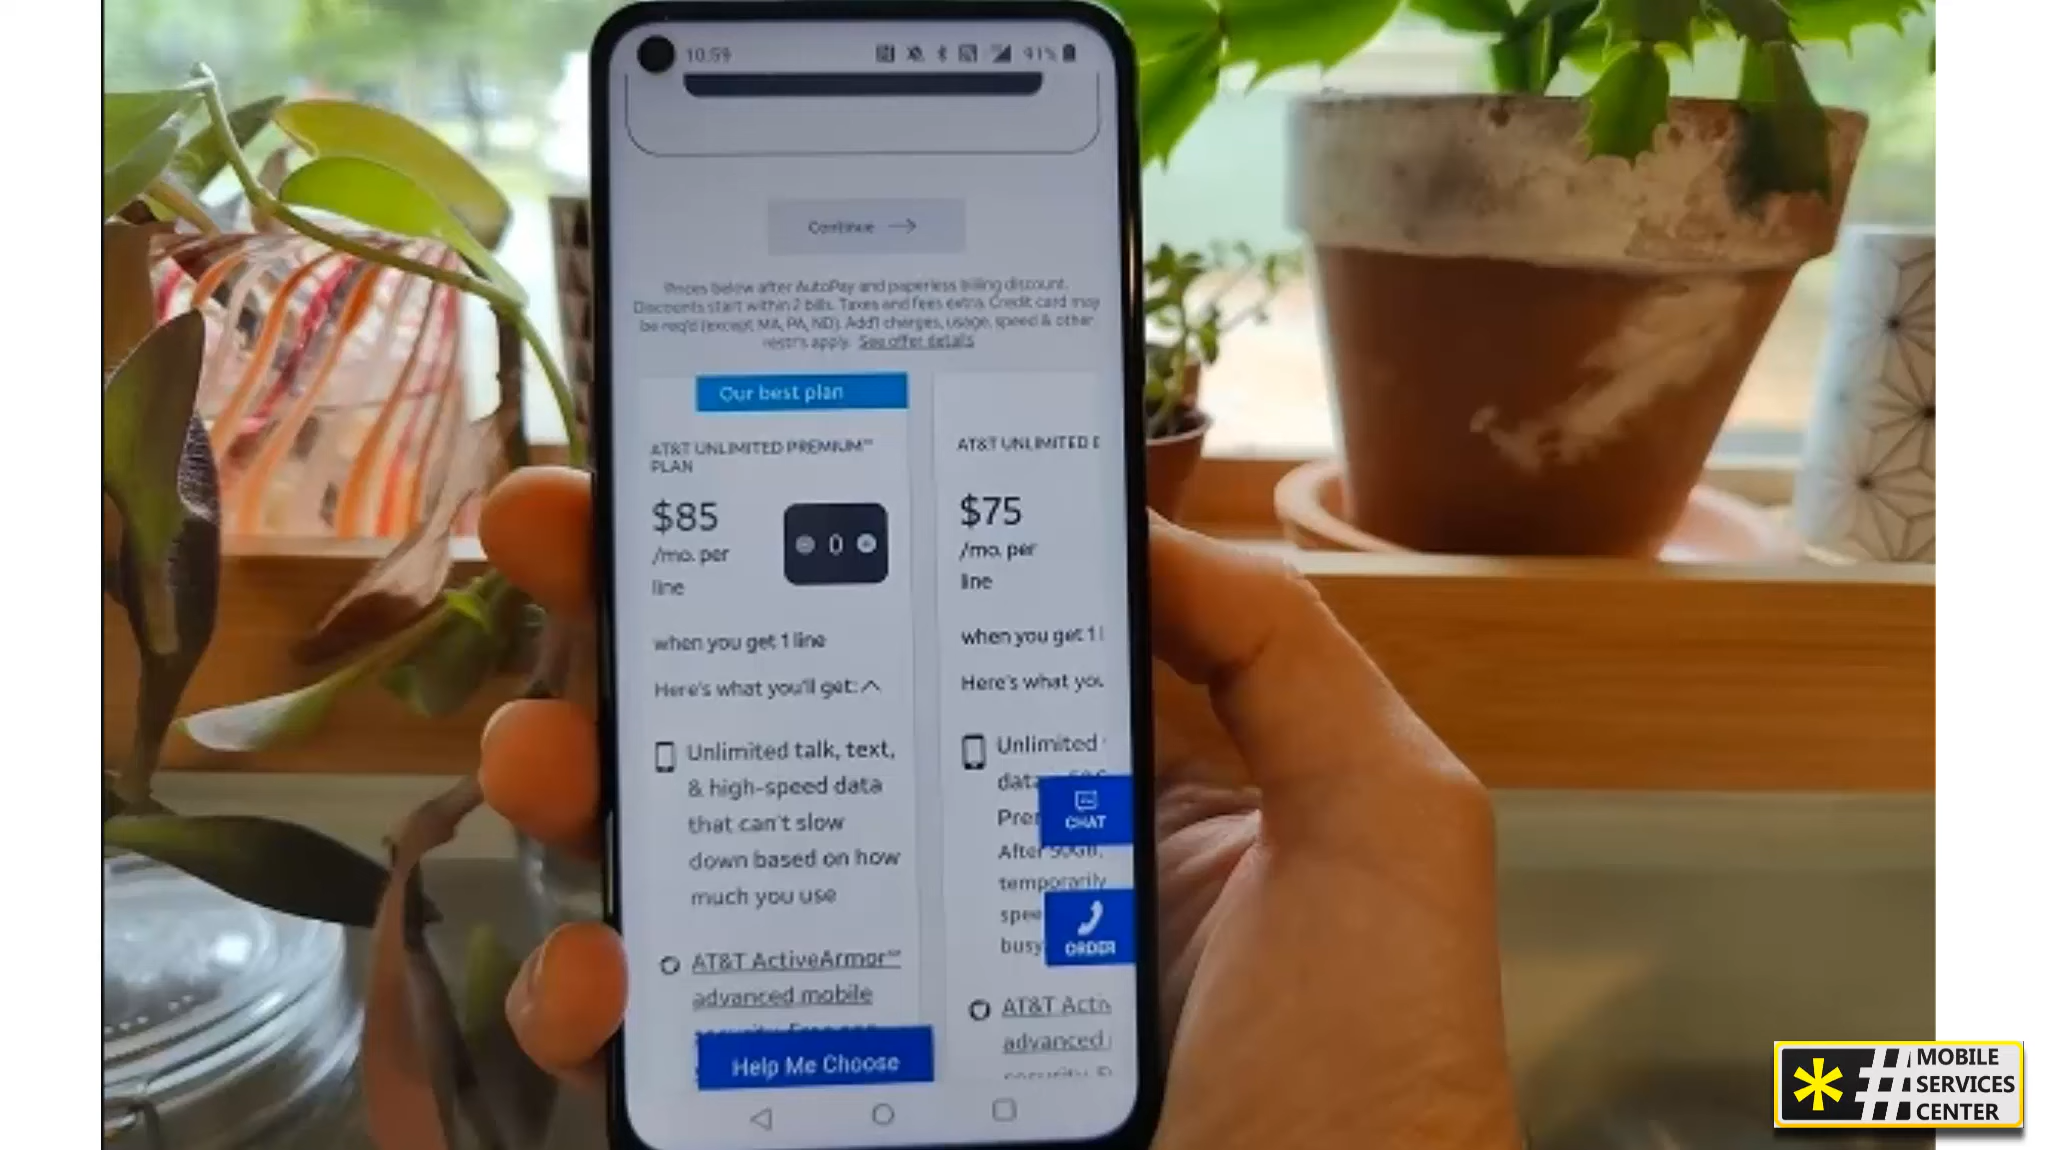 10:59
91%
Continue →
Prices below after AutoPay and paperless billing discount.
Discounts start within 2 bills. Taxes and fees extra. Credit card may
be req'd (except MA, PA, ND). Add'l charges, usage, speed & other
restr's apply. See offer details
Our best plan
AT&T UNLIMITED PREMIUM℠
PLAN
$85
/mo. per
line
0
when you get 1 line
Here's what you'll get:
Unlimited talk, text,
& high-speed data
that can't slow
down based on how
much you use
AT&T ActiveArmor℠
advanced mobile
Help Me Choose
AT&T UNLIMITED E
$75
/mo. per
line
when you get 1 l
Here's what you
Unlimited
data
Pre
After 50GB,
temporarily
spee
busy
AT&T Activ
advanced
CHAT
ORDER
*# MOBILE
SERVICES
CENTER